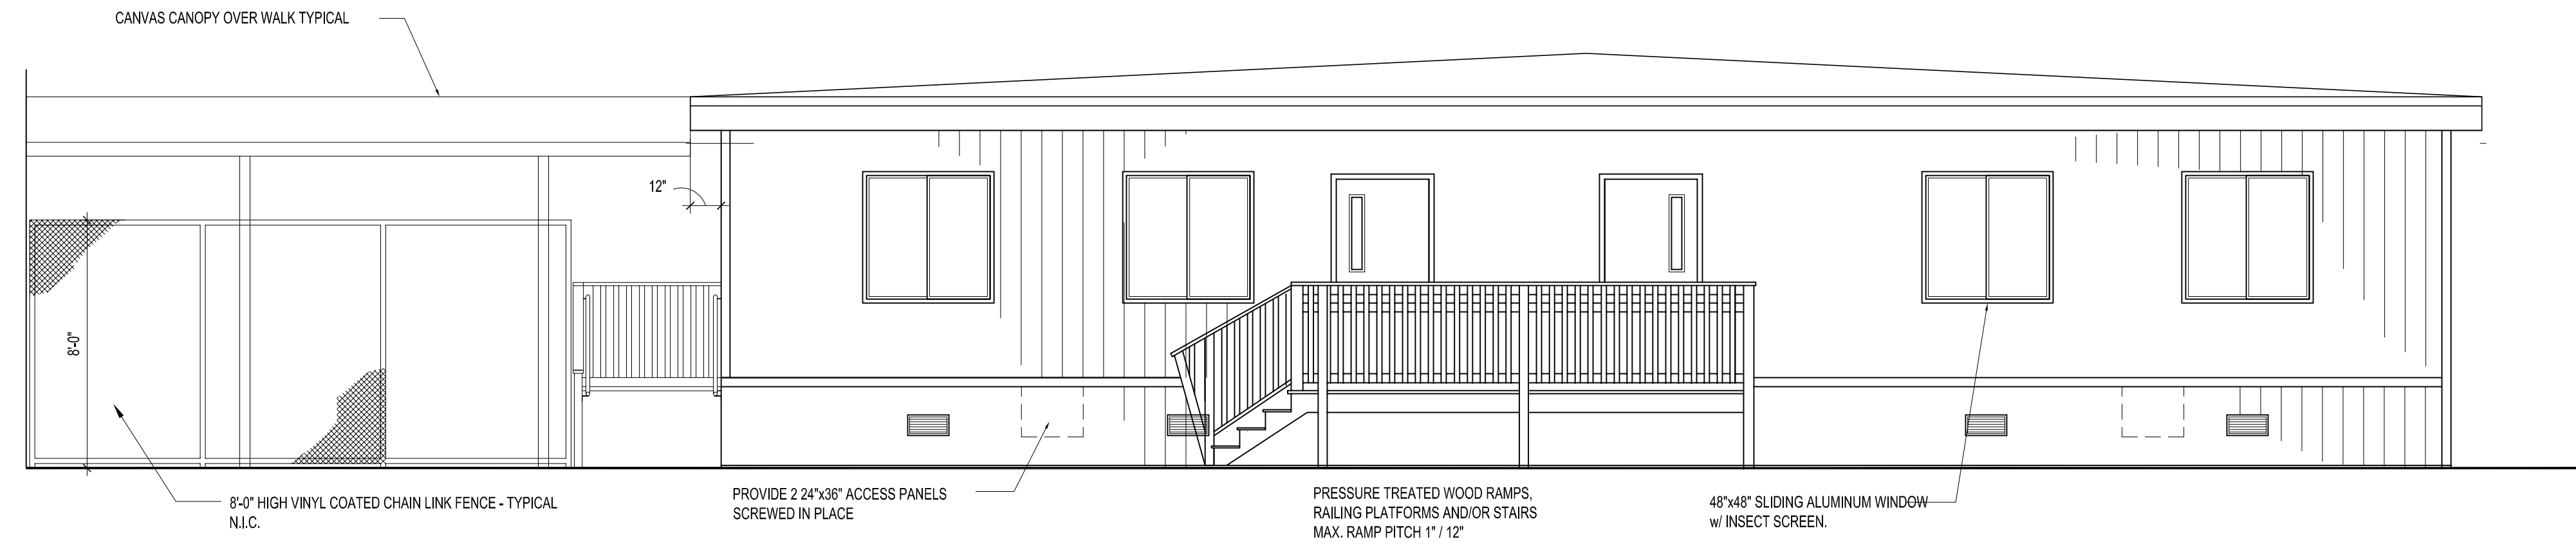 CANVAS CANOPY OVER WALK TYPICAL
12"
8'-0"
8'-0" HIGH VINYL COATED CHAIN LINK FENCE - TYPICAL
N.I.C.
PROVIDE 2 24"x36" ACCESS PANELS
SCREWED IN PLACE
PRESSURE TREATED WOOD RAMPS,
RAILING PLATFORMS AND/OR STAIRS
MAX. RAMP PITCH 1" / 12"
48"x48" SLIDING ALUMINUM WINDOW
w/ INSECT SCREEN.